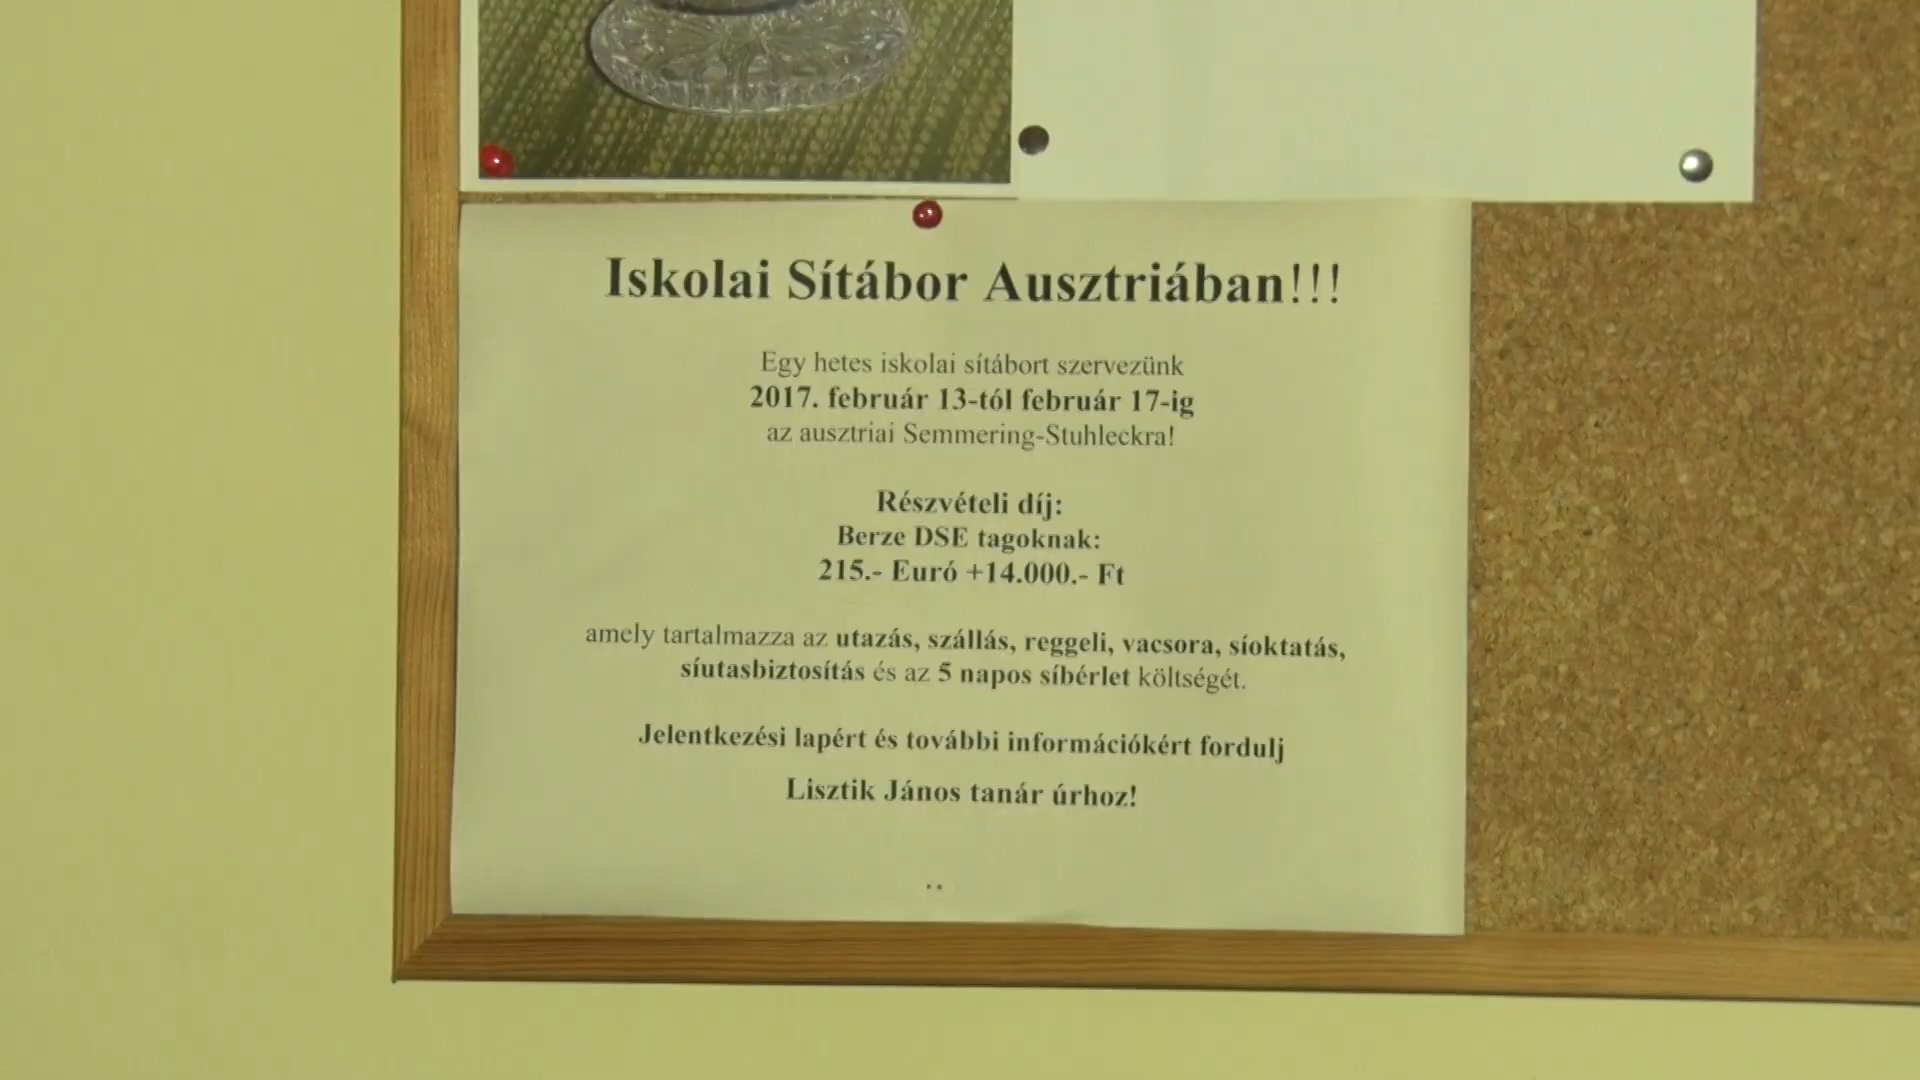 Iskolai Sítábor Ausztriában!!!
Egy hetes iskolai sítábort szervezünk
2017. február 13-tól február 17-ig
az ausztriai Semmering-Stuhleckra!
Részvételi díj:
Berze DSE tagoknak:
215.- Euró +14.000.- Ft
amely tartalmazza az utazás, szállás, reggeli, vacsora, síoktatás,
síutasbiztosítás és az 5 napos síbérlet költségét.
Jelentkezési lapért és további információkért fordulj
Lisztik János tanár úrhoz!
..